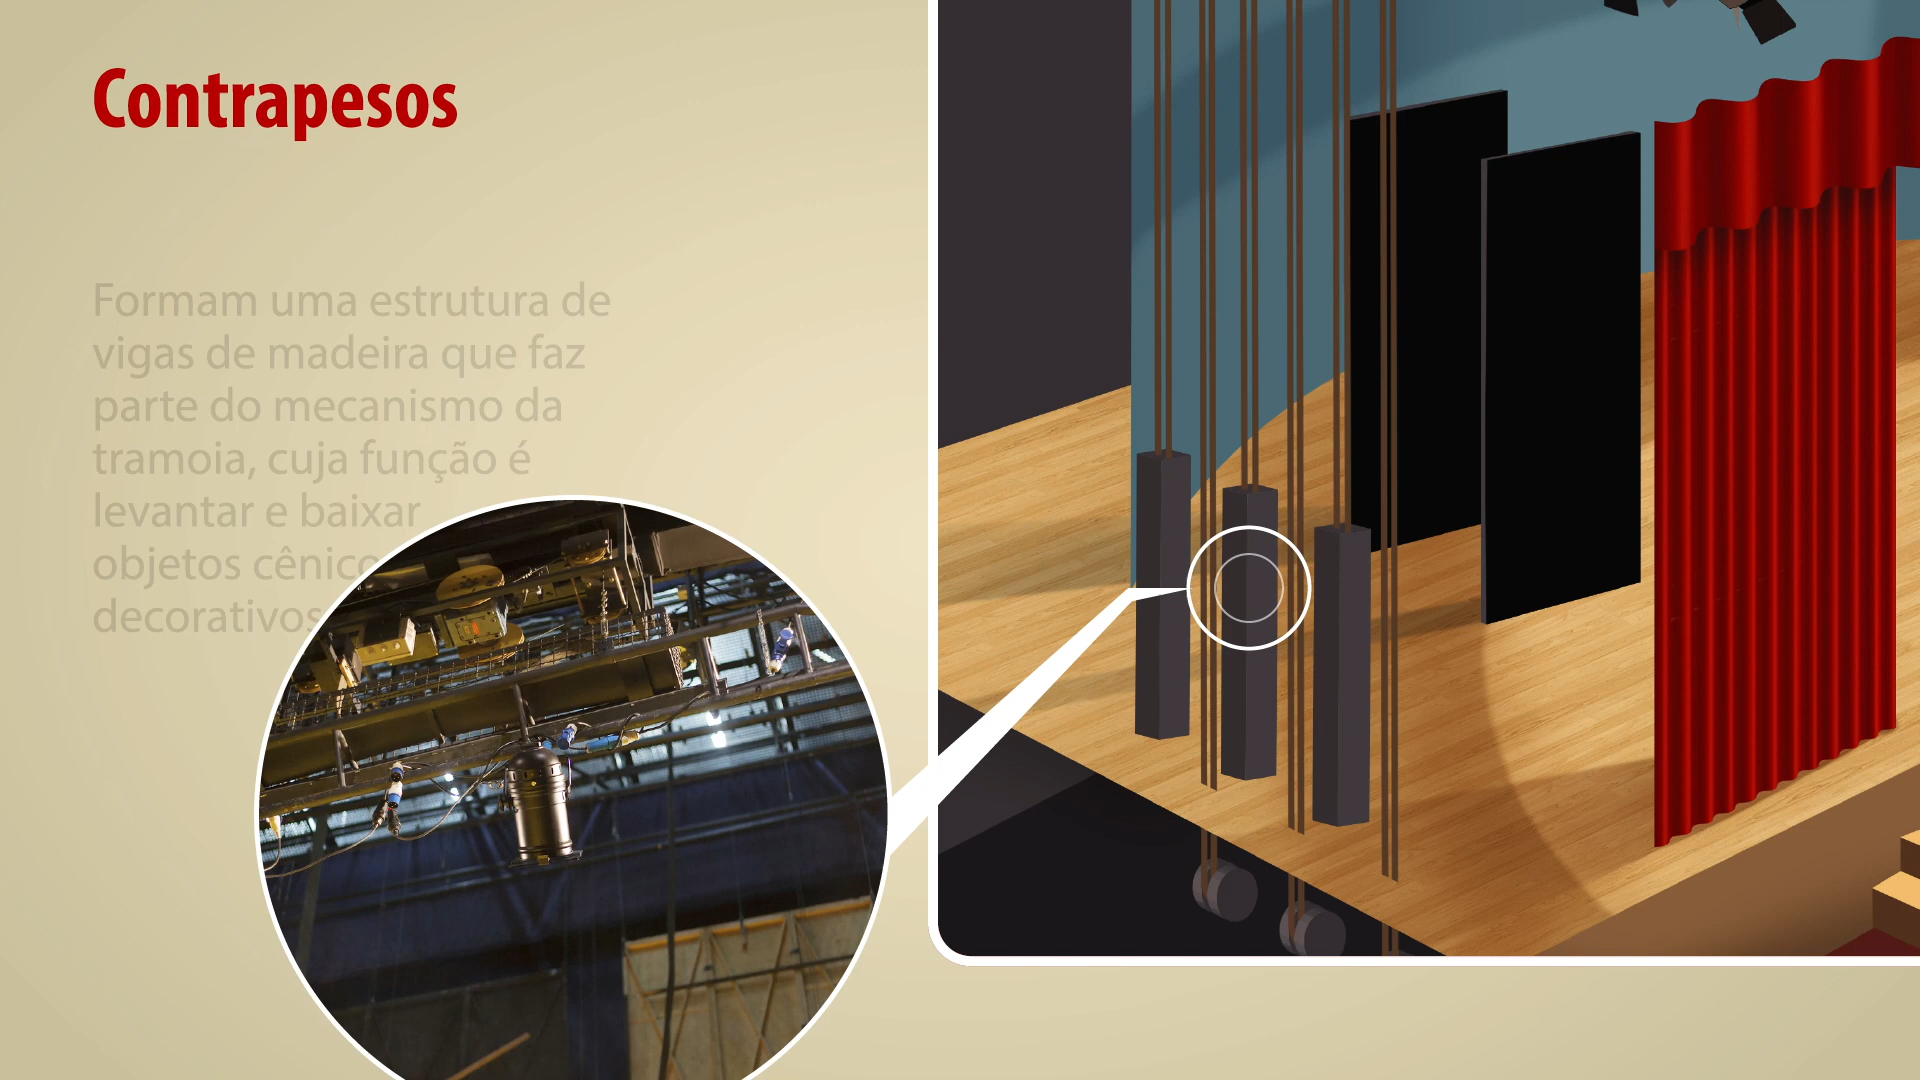 Contrapesos
Formam uma estrutura de
vigas de madeira que faz
parte do mecanismo da
tramoia, cuja função é
levantar e baixar
objetos
decorativos